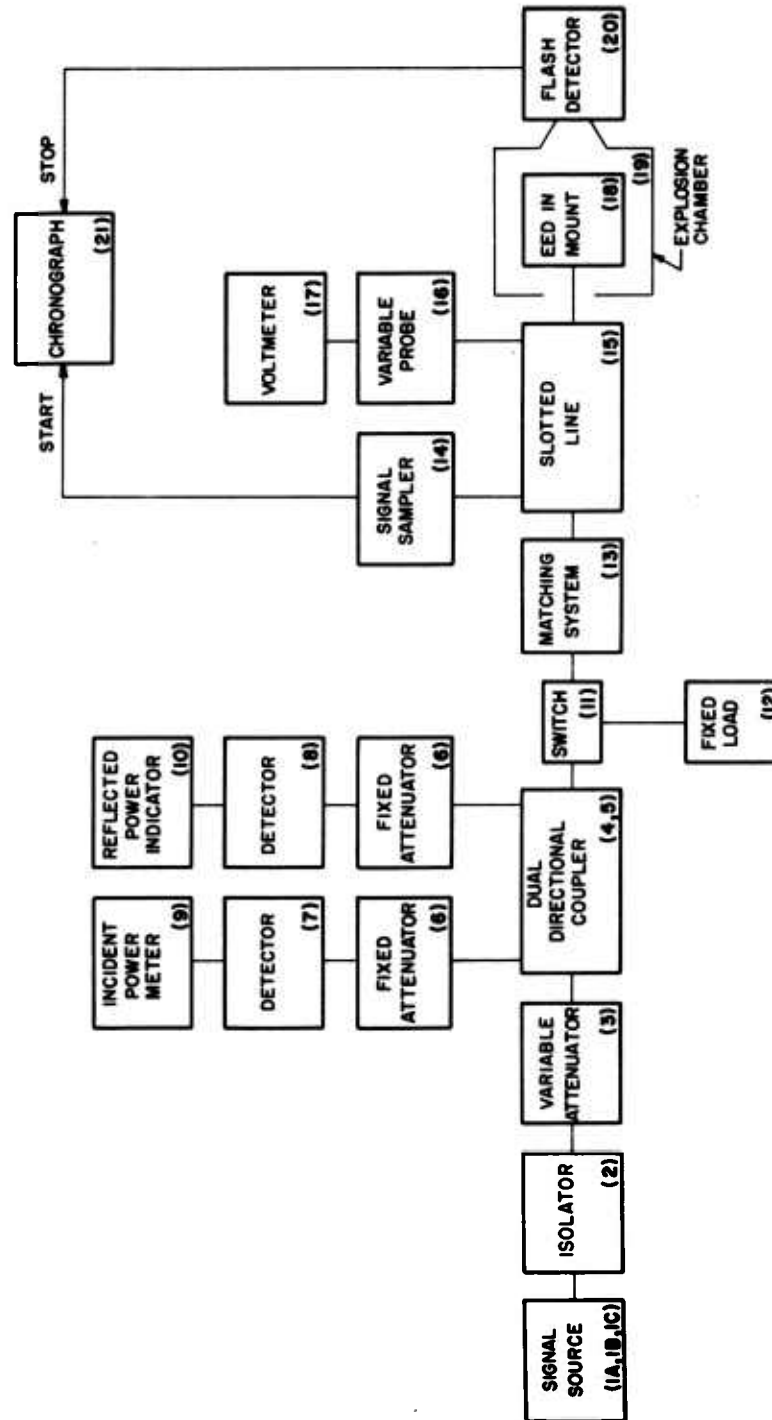 CHRONOGRAPH
(21)
START
STOP
INCIDENT
POWER
METER
(9)
REFLECTED
POWER
INDICATOR
(10)
DETECTOR
(7)
DETECTOR
(8)
VOLTMETER
(17)
FIXED
ATTENUATOR
(6)
FIXED
ATTENUATOR
(6)
SIGNAL
SAMPLER
(14)
VARIABLE
PROBE
(16)
SIGNAL
SOURCE
(1A,1B,1C)
ISOLATOR
(2)
VARIABLE
ATTENUATOR
(3)
DUAL
DIRECTIONAL
COUPLER
(4,5)
SWITCH
(11)
MATCHING
SYSTEM
(13)
SLOTTED
LINE
(15)
EED IN
MOUNT
(18)
(19)
FLASH
DETECTOR
(20)
EXPLOSION
CHAMBER
FIXED
LOAD
(12)